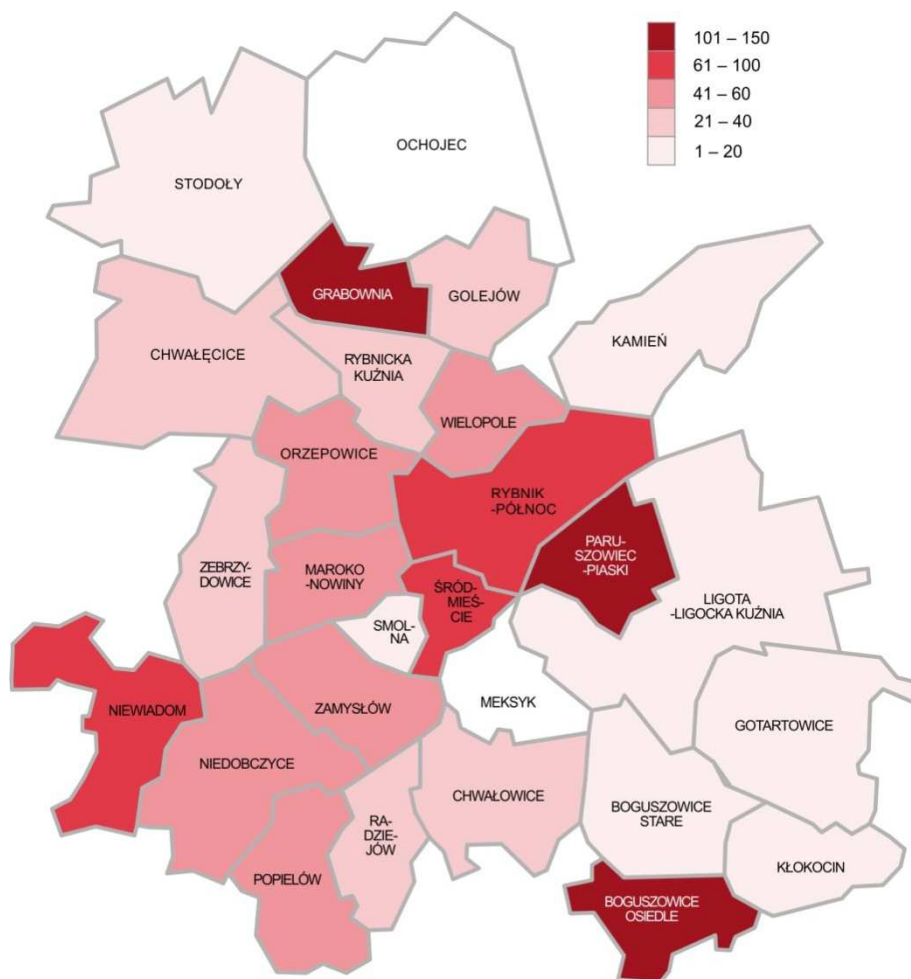 101 – 150
61 – 100
41 – 60
21 – 40
1 – 20
OCHOJEC
STODOŁY
GRABOWNIA
GOLEJÓW
KAMIEŃ
CHWAŁĘCICE
RYBNICKA
KUŹNIA
WIELOPOLE
ORZEPOWICE
RYBNIK
-PÓŁNOC
PARU-
SZOWIEC
-PIASKI
ZEBRZY-
DOWICE
MAROKO
-NOWINY
ŚRÓD-
MIEŚ-
CIE
SMOL-
NA
LIGOTA
-LIGOCKA KUŹNIA
NIEWIADOM
ZAMYSŁÓW
MEKSYK
GOTARTOWICE
NIEDOBCZYCE
CHWAŁOWICE
BOGUSZOWICE
STARE
RA-
DZIE-
JÓW
KŁOKOCIN
POPIELÓW
BOGUSZOWICE
OSIEDLE